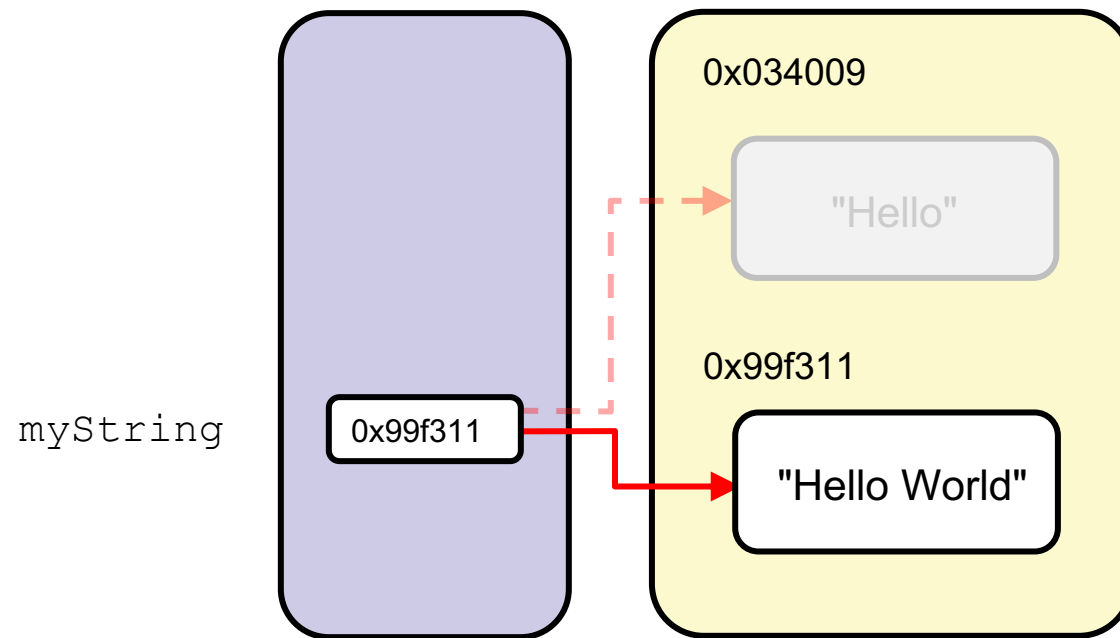 0x034009
"Hello"
0x99f311
myString
0x99f311
"Hello World"